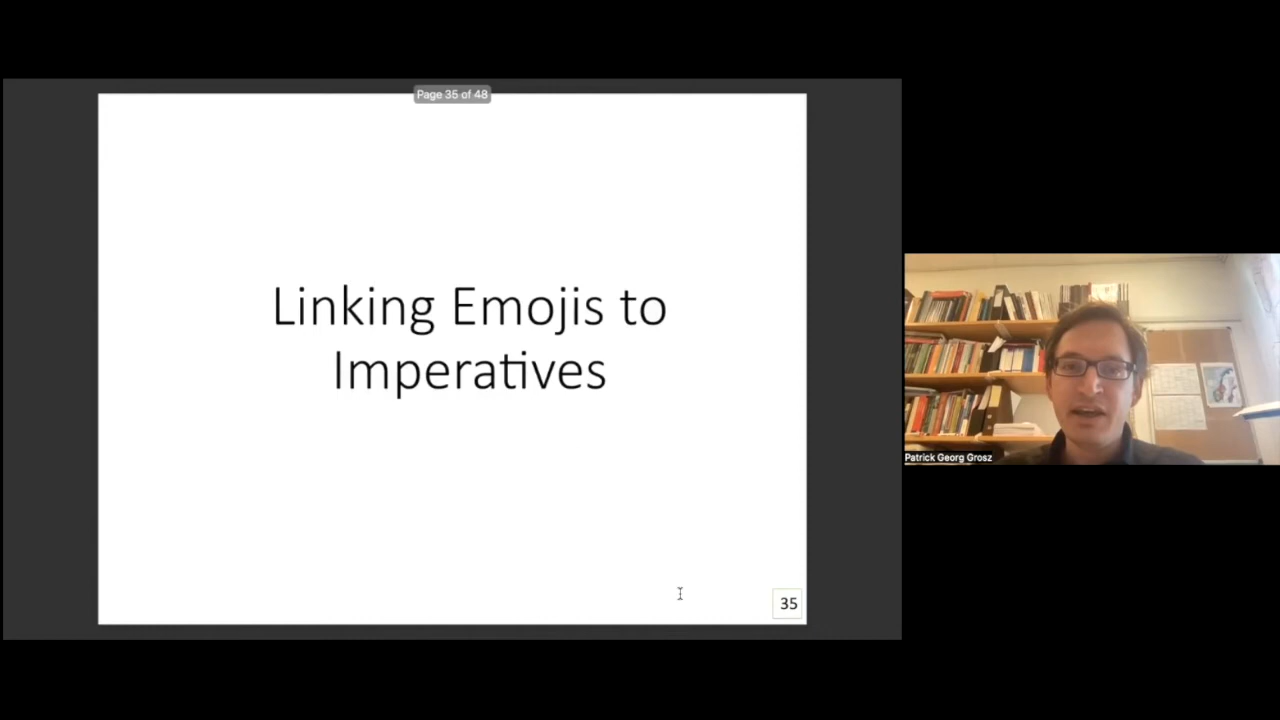 Page 35 of 48
Linking Emojis to
Imperatives
35
Patrick Georg Grosz